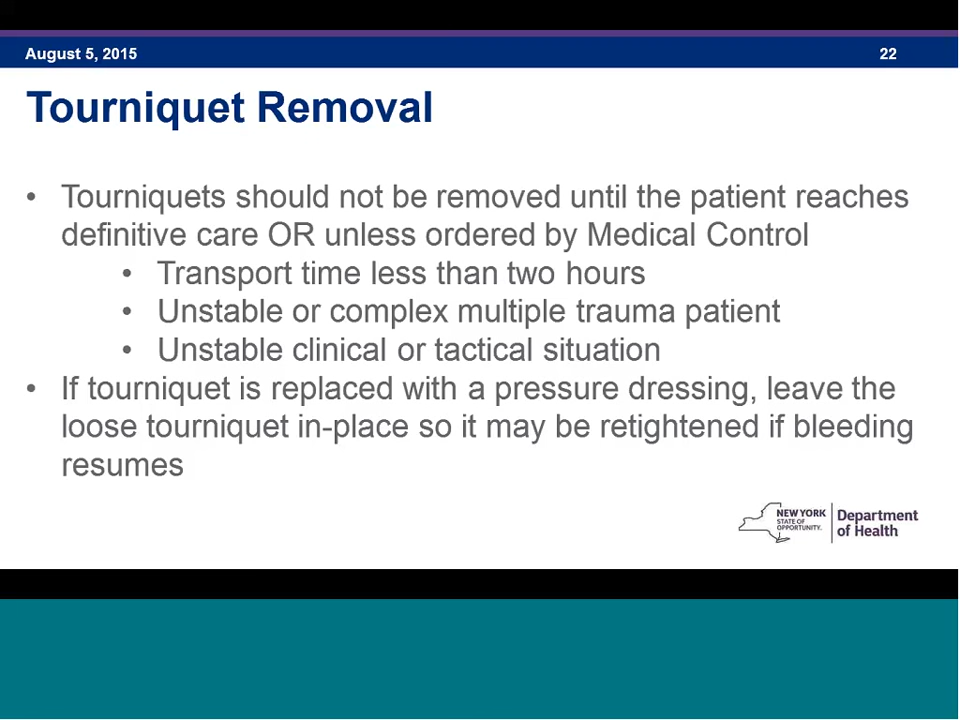 August 5, 2015 22
Tourniquet Removal
• Tourniquets should not be removed until the patient reaches
definitive care OR unless ordered by Medical Control
• Transport time less than two hours
• Unstable or complex multiple trauma patient
• Unstable clinical or tactical situation
• If tourniquet is replaced with a pressure dressing, leave the
loose tourniquet in-place so it may be retightened if bleeding
resumes
NEW YORK
STATE OF
OPPORTUNITY.
Department
of Health